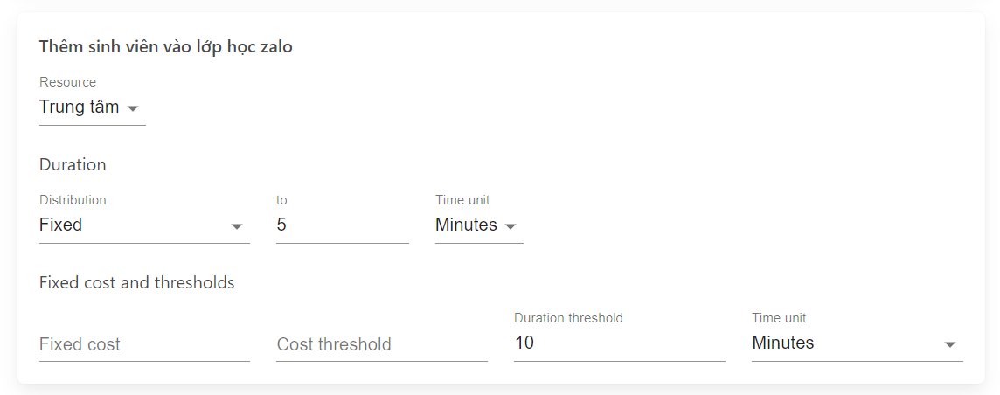 Thêm sinh viên vào lớp học zalo
Resource
Trung tâm
Duration
Distribution to Time unit
Fixed 5 Minutes
Fixed cost and thresholds
Duration threshold Time unit
Fixed cost Cost threshold 10 Minutes